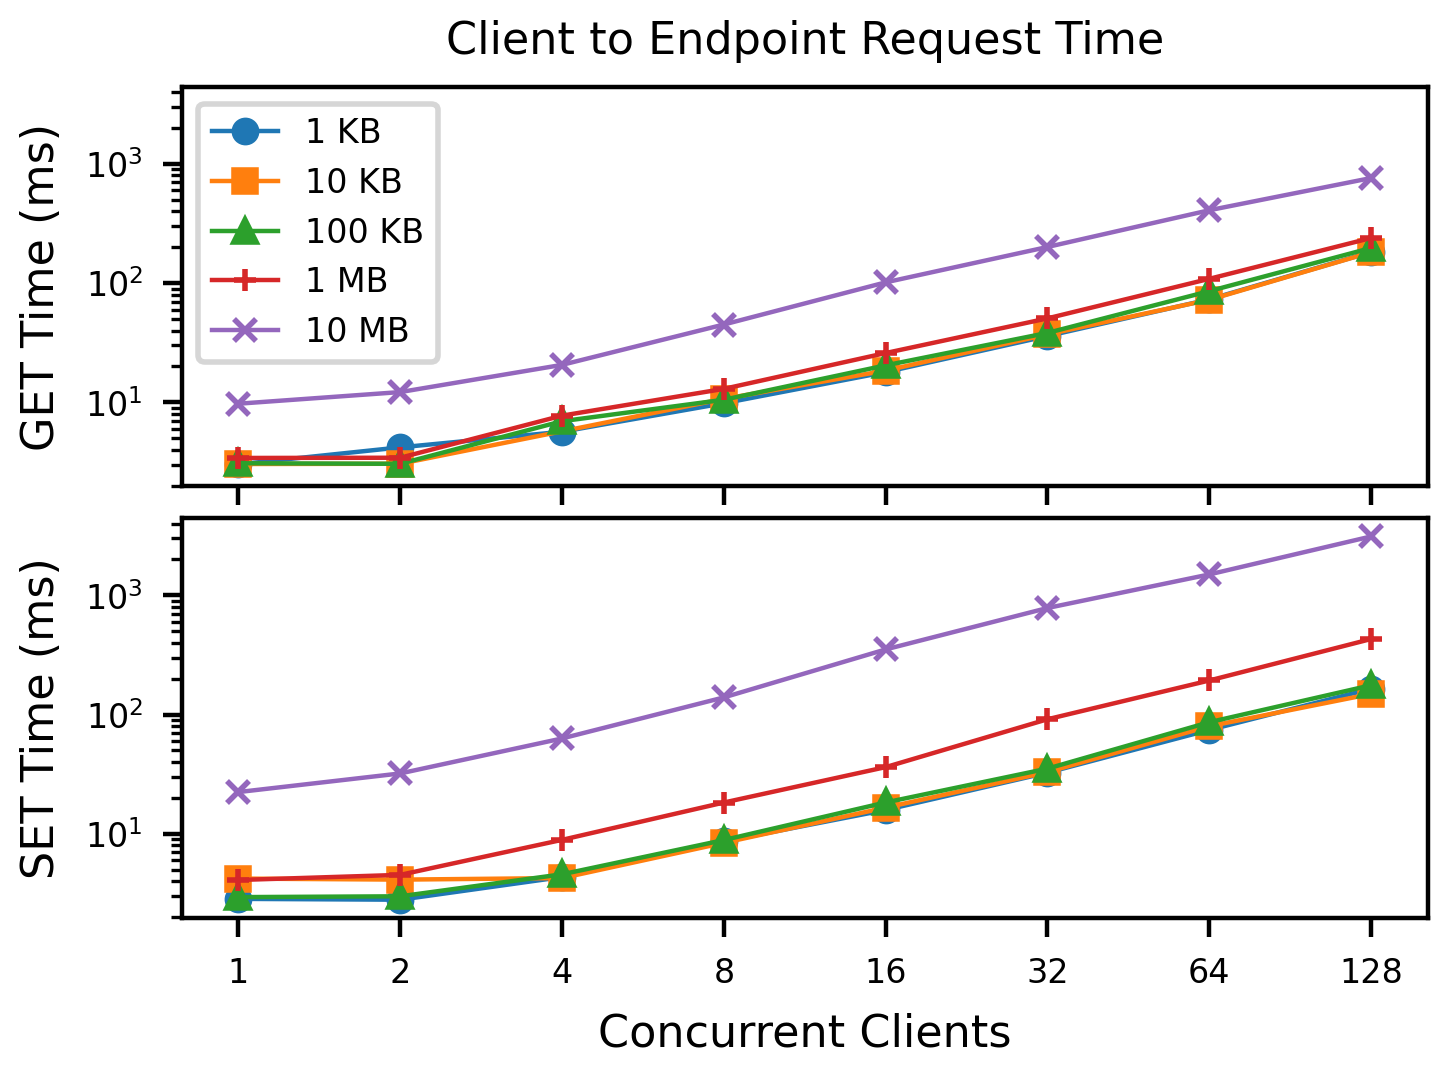 Client to Endpoint Request Time
GET Time (ms)
10³
10²
10¹
1 KB
10 KB
100 KB
1 MB
10 MB
SET Time (ms)
10³
10²
10¹
1 2 4 8 16 32 64 128
Concurrent Clients